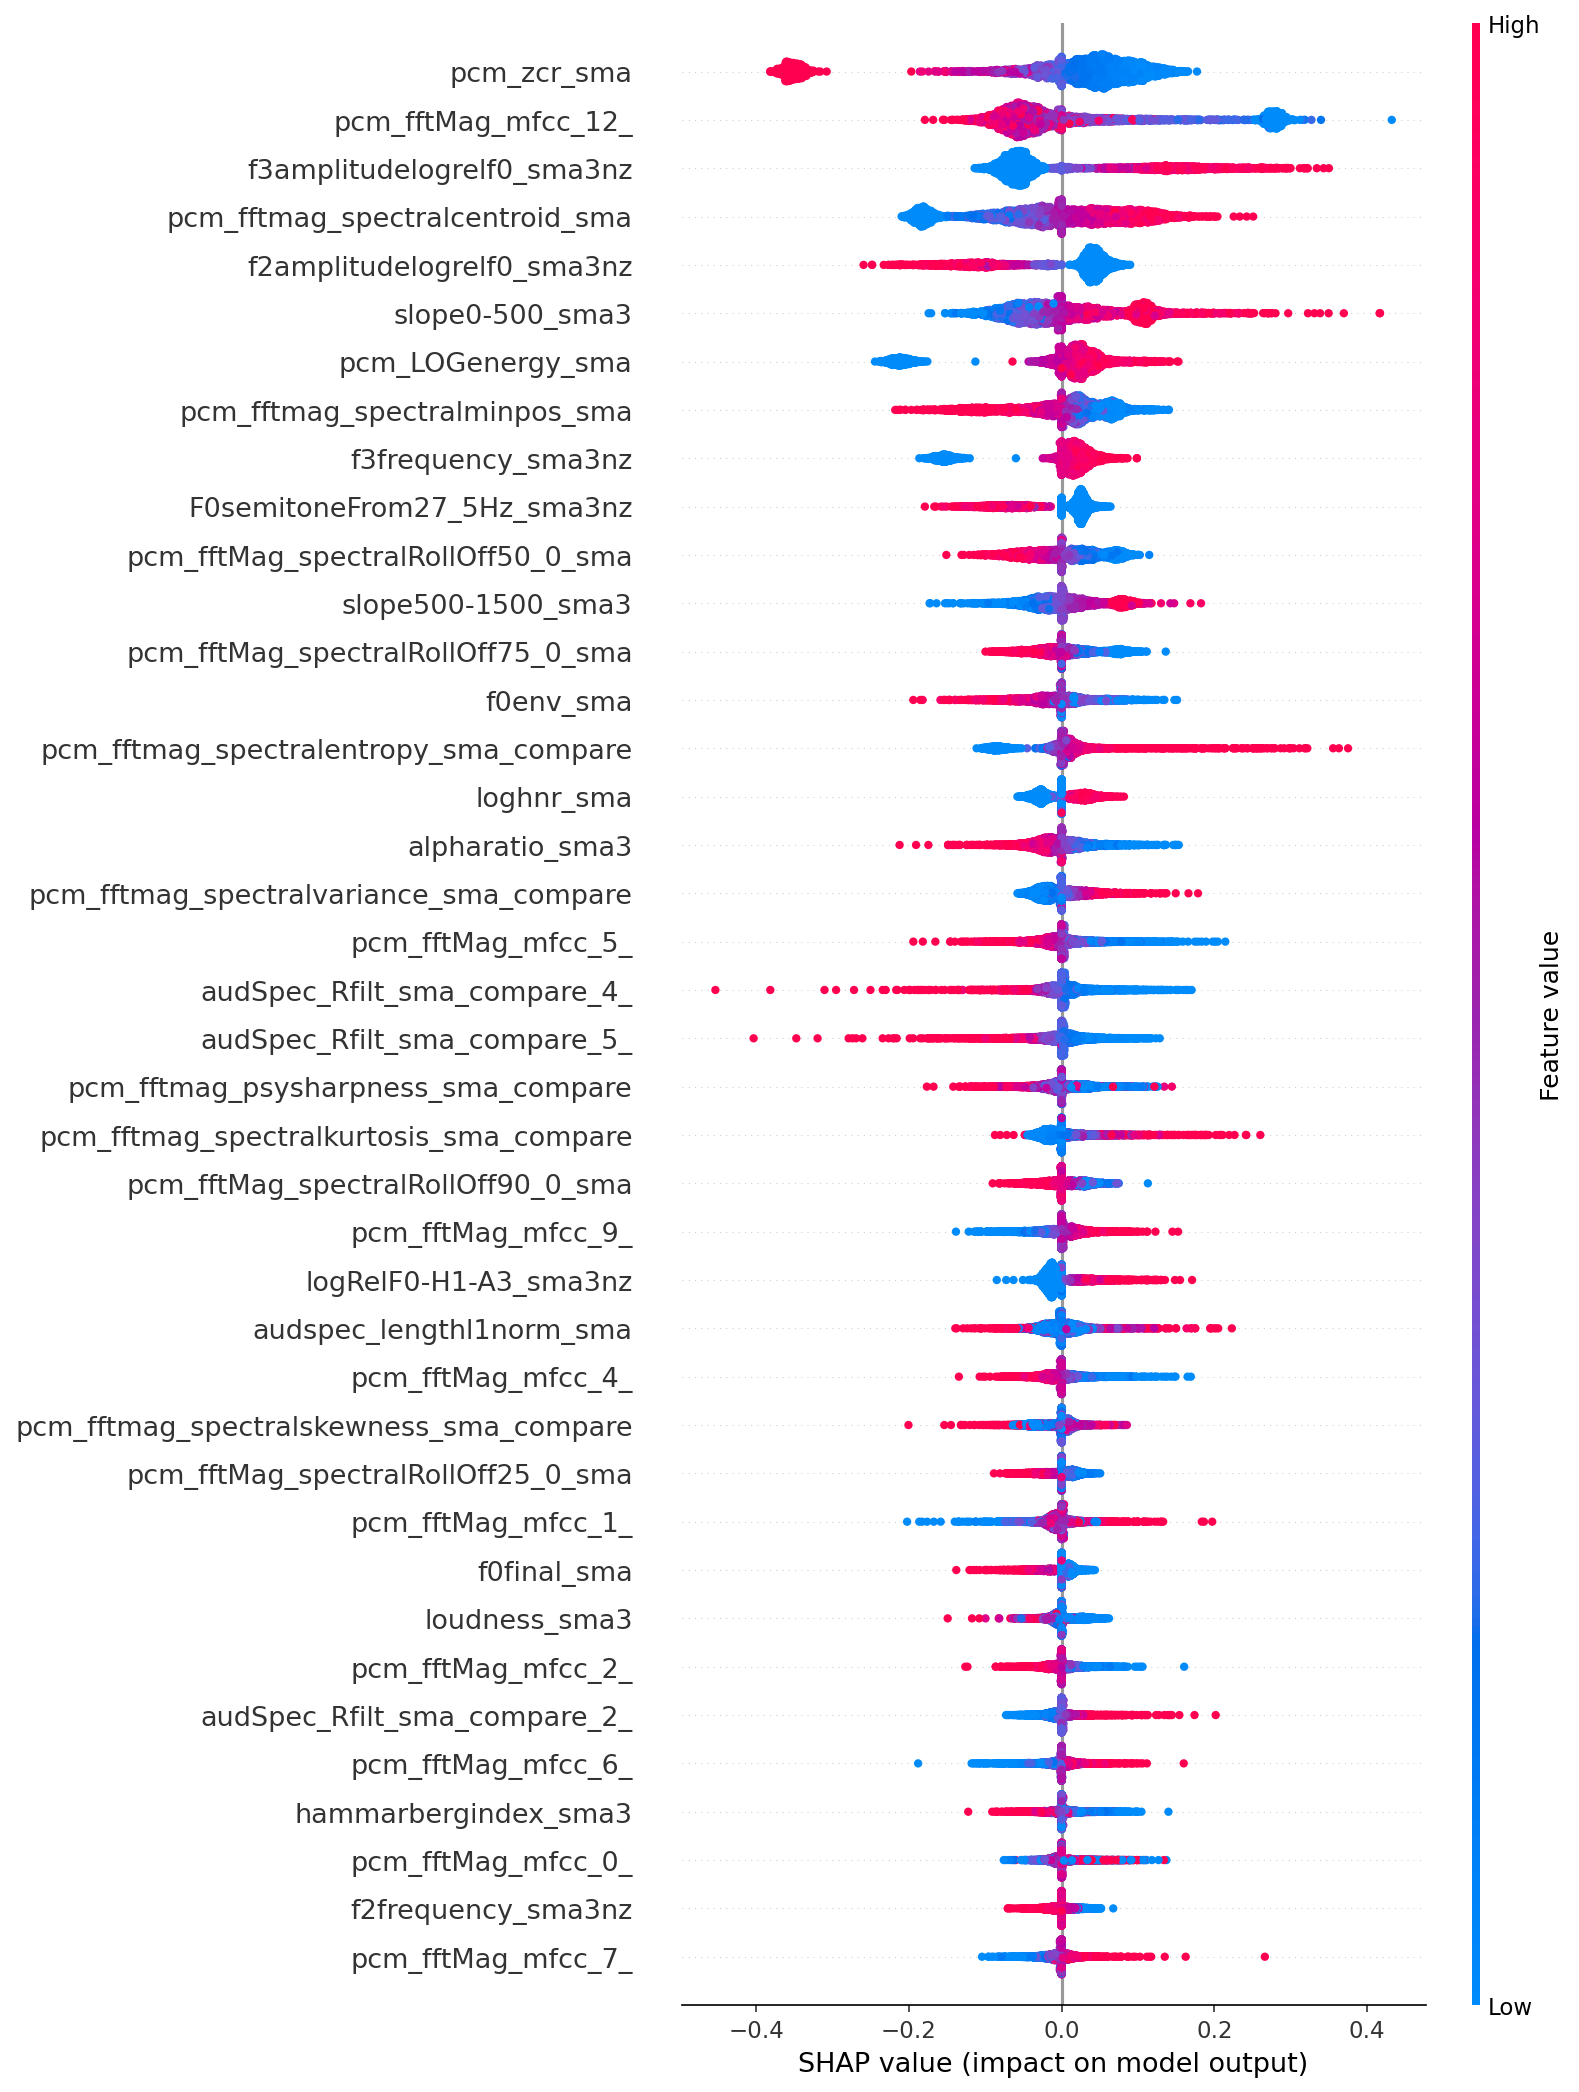 High
pcm_zcr_sma
pcm_fftMag_mfcc_12_
f3amplitudelogrelf0_sma3nz
pcm_fftmag_spectralcentroid_sma
f2amplitudelogrelf0_sma3nz
slope0-500_sma3
pcm_LOGenergy_sma
pcm_fftmag_spectralminpos_sma
f3frequency_sma3nz
F0semitoneFrom27_5Hz_sma3nz
pcm_fftMag_spectralRollOff50_0_sma
slope500-1500_sma3
pcm_fftMag_spectralRollOff75_0_sma
f0env_sma
pcm_fftmag_spectralentropy_sma_compare
loghnr_sma
alpharatio_sma3
pcm_fftmag_spectralvariance_sma_compare
pcm_fftMag_mfcc_5_
audSpec_Rfilt_sma_compare_4_
audSpec_Rfilt_sma_compare_5_
pcm_fftmag_psysharpness_sma_compare
pcm_fftmag_spectralkurtosis_sma_compare
pcm_fftMag_spectralRollOff90_0_sma
pcm_fftMag_mfcc_9_
logRelF0-H1-A3_sma3nz
audspec_lengthl1norm_sma
pcm_fftMag_mfcc_4_
pcm_fftmag_spectralskewness_sma_compare
pcm_fftMag_spectralRollOff25_0_sma
pcm_fftMag_mfcc_1_
f0final_sma
loudness_sma3
pcm_fftMag_mfcc_2_
audSpec_Rfilt_sma_compare_2_
pcm_fftMag_mfcc_6_
hammarbergindex_sma3
pcm_fftMag_mfcc_0_
f2frequency_sma3nz
pcm_fftMag_mfcc_7_
Feature value
Low
−0.4 −0.2 0.0 0.2 0.4
SHAP value (impact on model output)